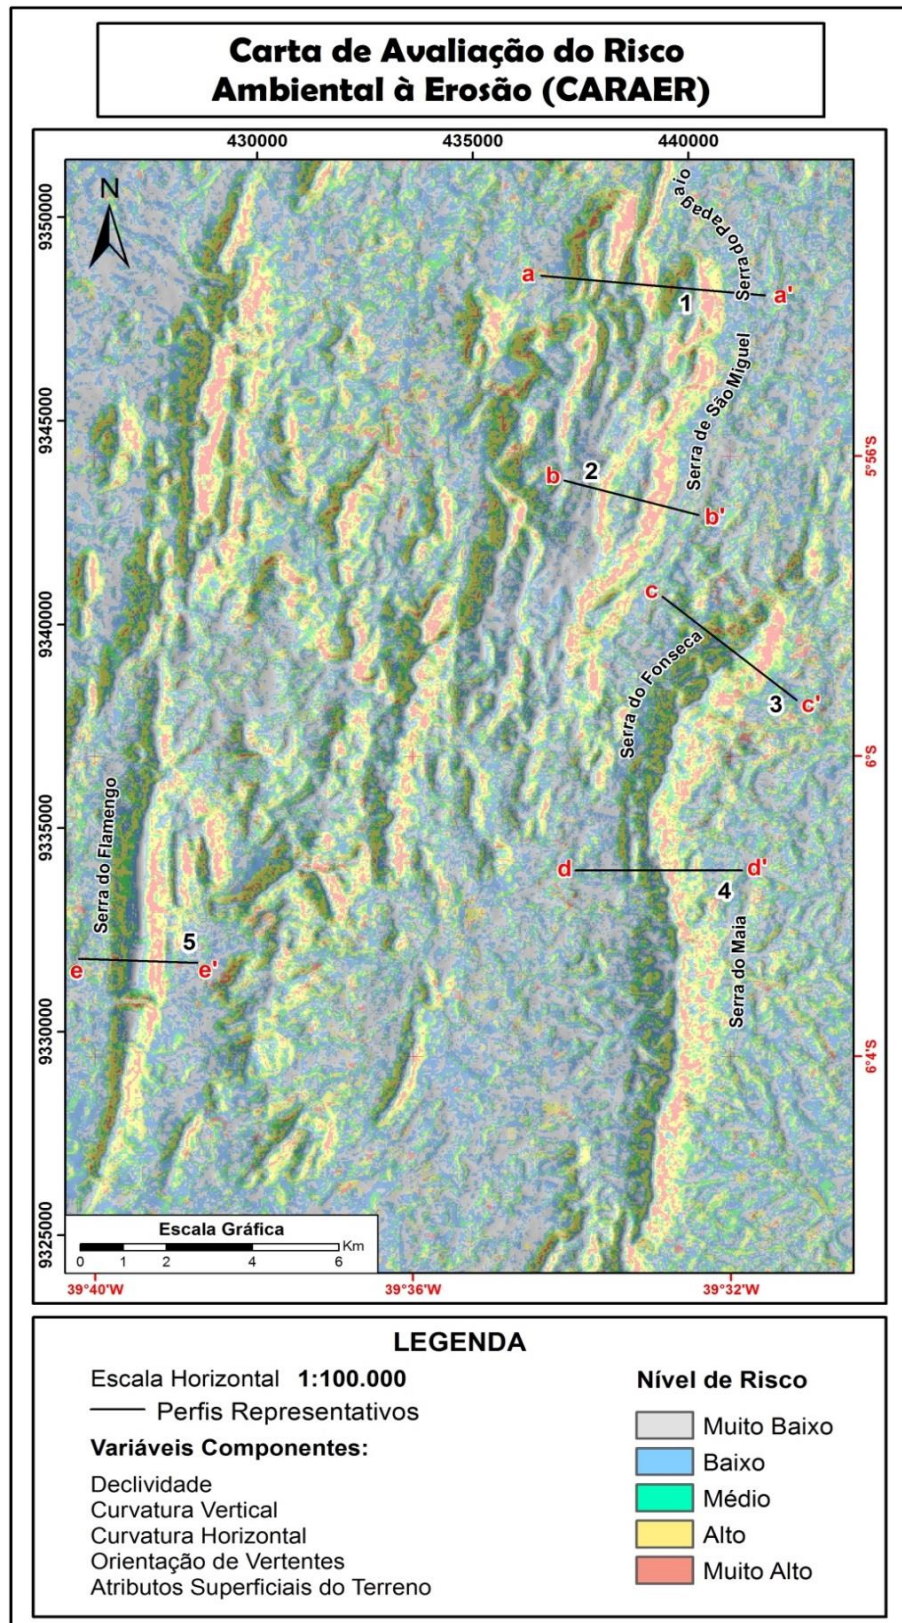 Carta de Avaliação do Risco
Ambiental à Erosão (CARAER)
430000
435000
440000
N
9350000
9345000
9340000
9335000
9330000
9325000
Serra do Papagaio
a
a'
1
Serra de São Miguel
5°56'S
b
2
b'
c
Serra do Fonseca
3
c'
6°S
Serra do Flamengo
d
d'
4
Serra do Maia
5
e
e'
6°4'S
Escala Gráfica
0 1 2 4 6 Km
39°40'W
39°36'W
39°32'W
LEGENDA
Escala Horizontal 1:100.000
Perfis Representativos
Variáveis Componentes:
Declividade
Curvatura Vertical
Curvatura Horizontal
Orientação de Vertentes
Atributos Superficiais do Terreno
Nível de Risco
Muito Baixo
Baixo
Médio
Alto
Muito Alto